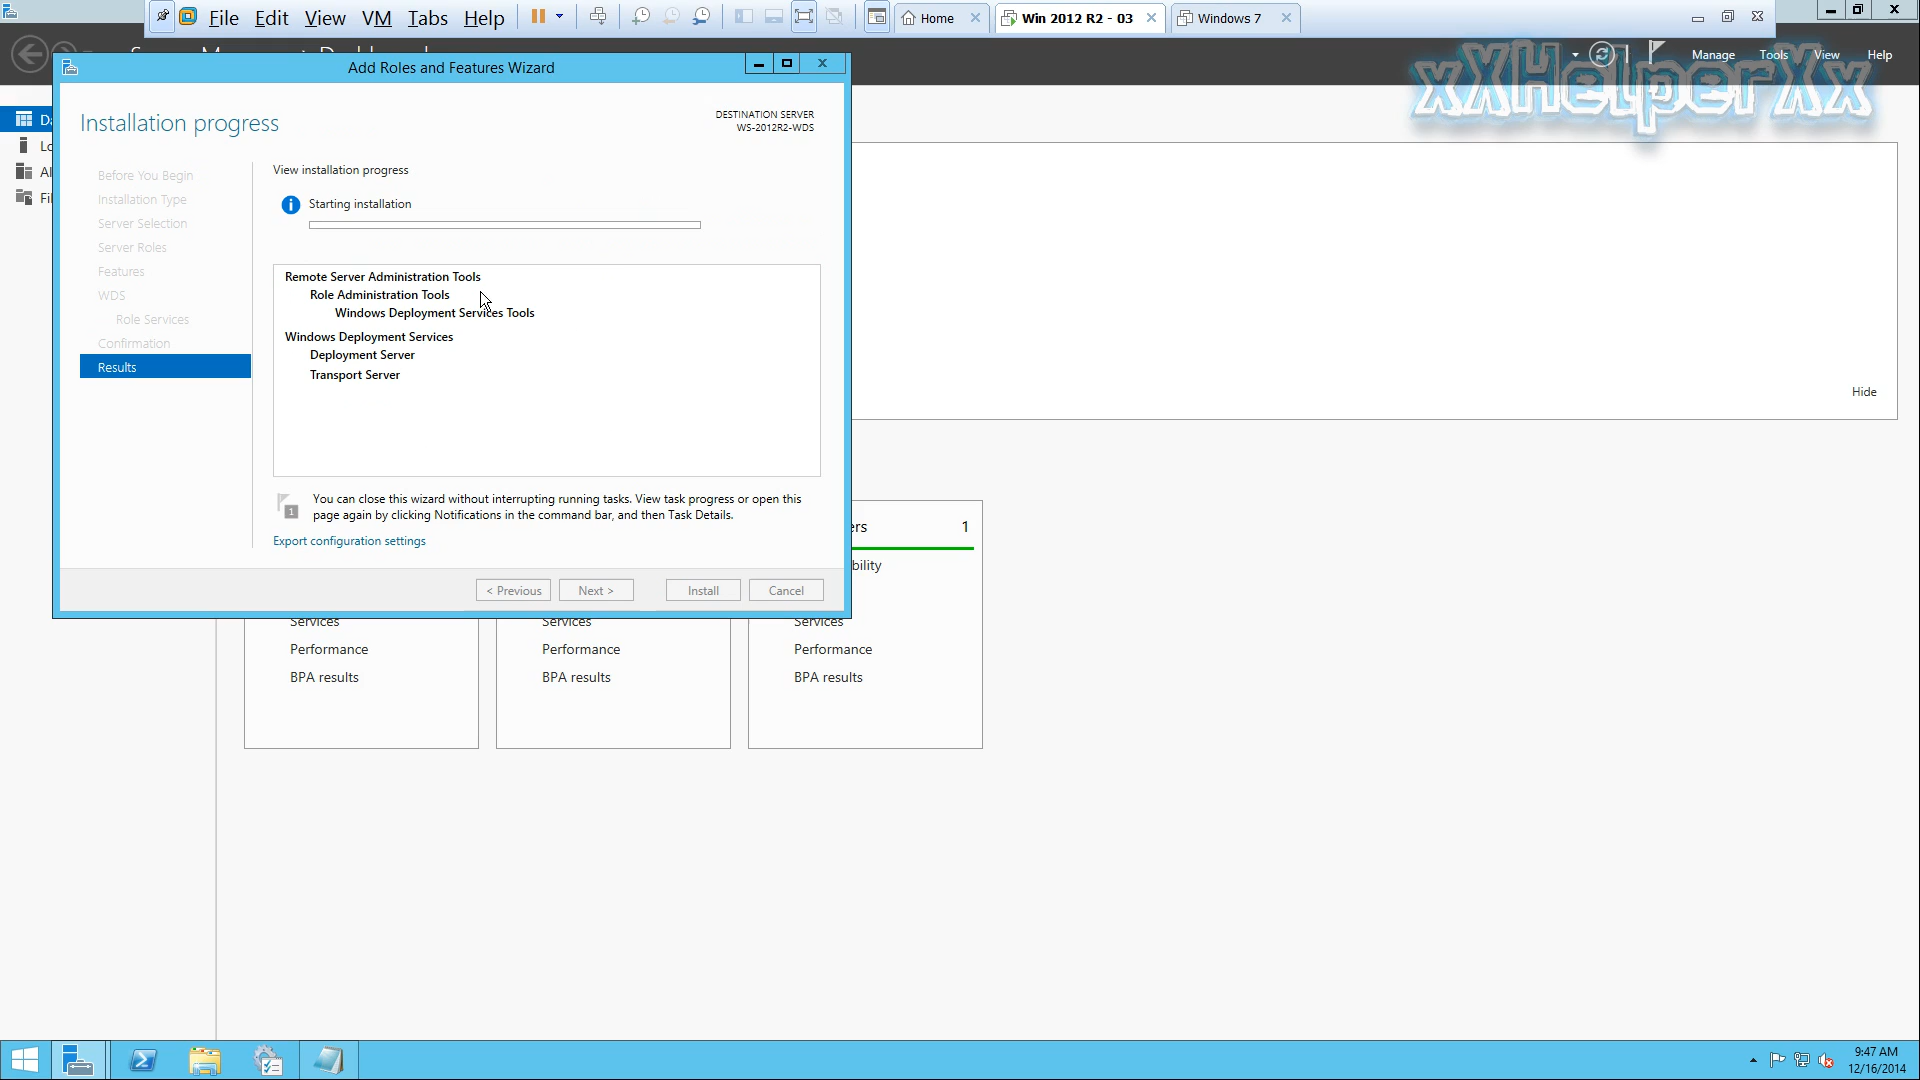 File Edit View VM Tabs Help
Home
Win 2012 R2 - 03
Windows 7
Manage Tools View Help
xXHelperXx
Add Roles and Features Wizard
Installation progress
DESTINATION SERVER
WS-2012R2-WDS
Before You Begin
Installation Type
Server Selection
Server Roles
Features
WDS
Role Services
Confirmation
Results
View installation progress
Starting installation
Remote Server Administration Tools
Role Administration Tools
Windows Deployment Services Tools
Windows Deployment Services
Deployment Server
Transport Server
1
You can close this wizard without interrupting running tasks. View task progress or open this
page again by clicking Notifications in the command bar, and then Task Details.
Export configuration settings
< Previous
Next >
Install
Cancel
Hide
ers 1
bility
Services
Performance
BPA results
Services
Performance
BPA results
Services
Performance
BPA results
9:47 AM
12/16/2014